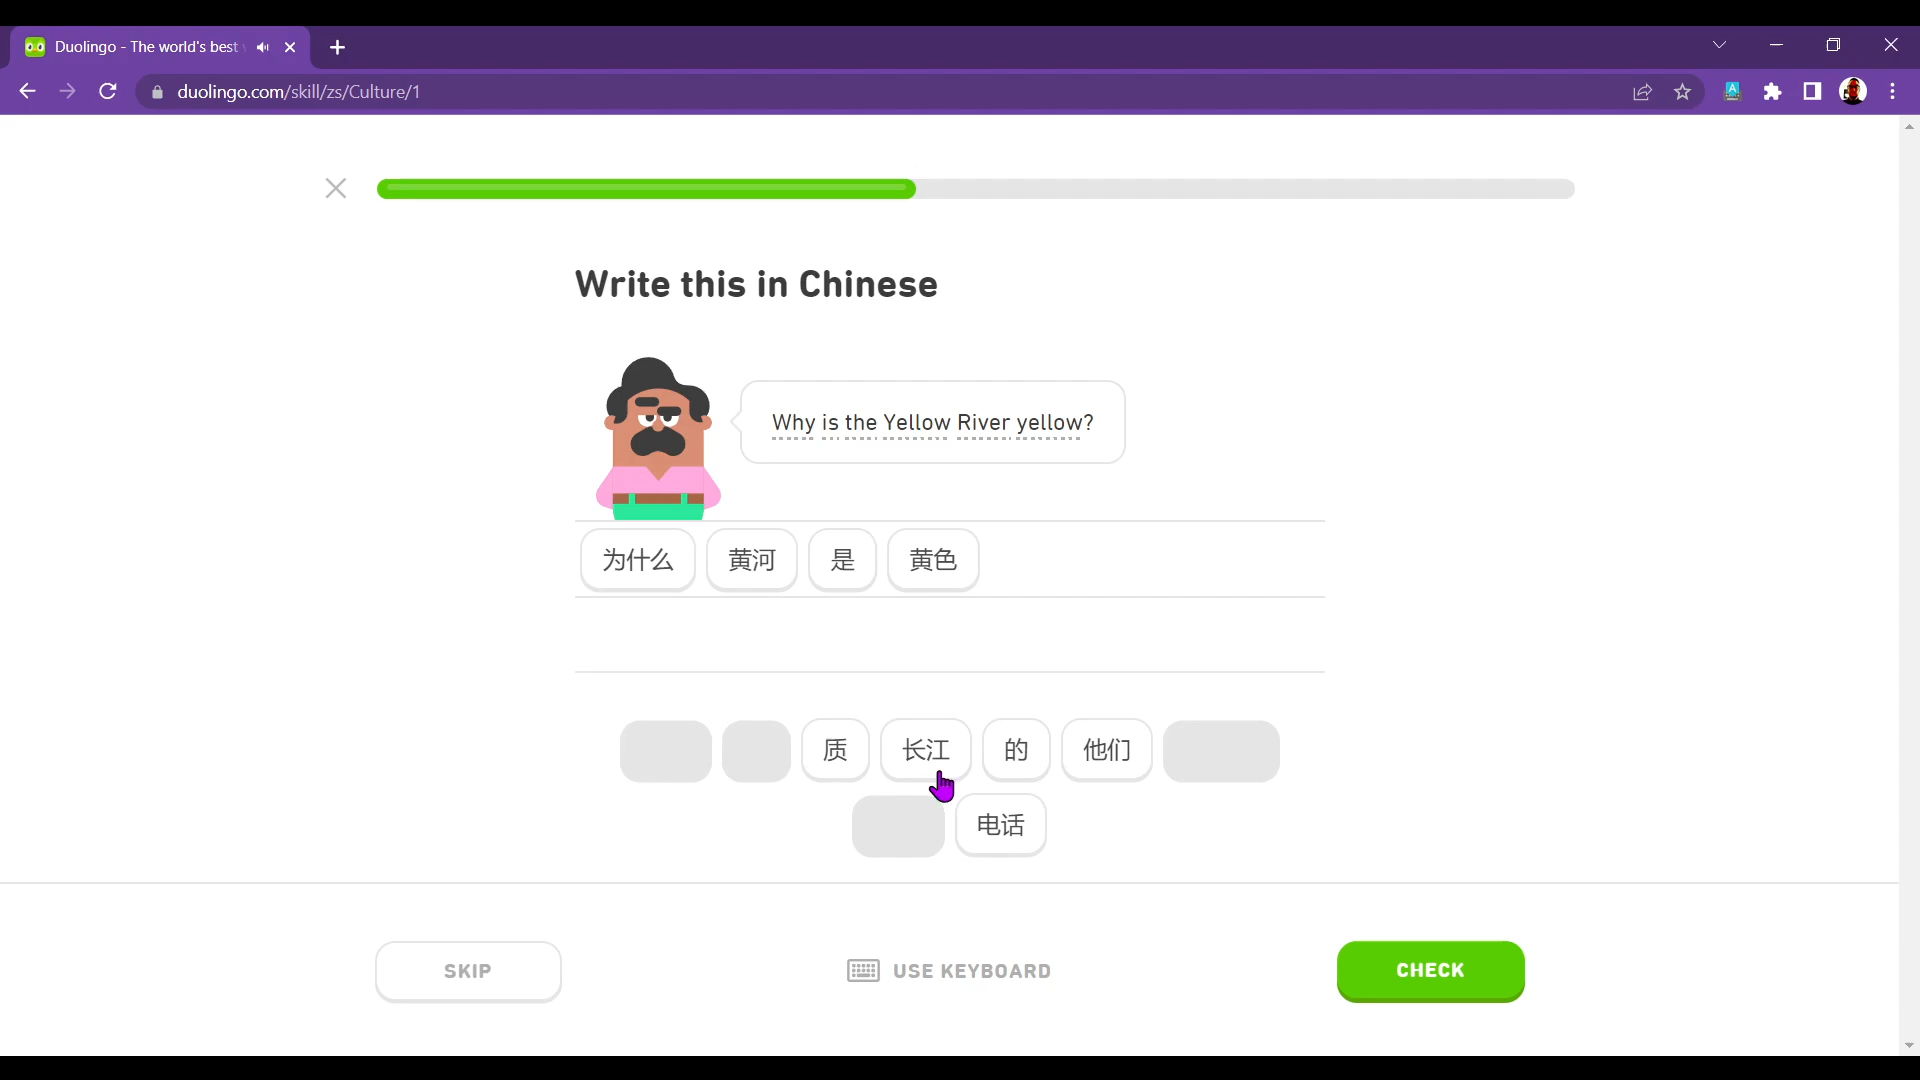 Duolingo - The world's best
duolingo.com/skill/zs/Culture/1
Write this in Chinese
Why is the Yellow River yellow?
为什么 黄河 是 黄色
质 长江 的 他们
电话
SKIP USE KEYBOARD CHECK